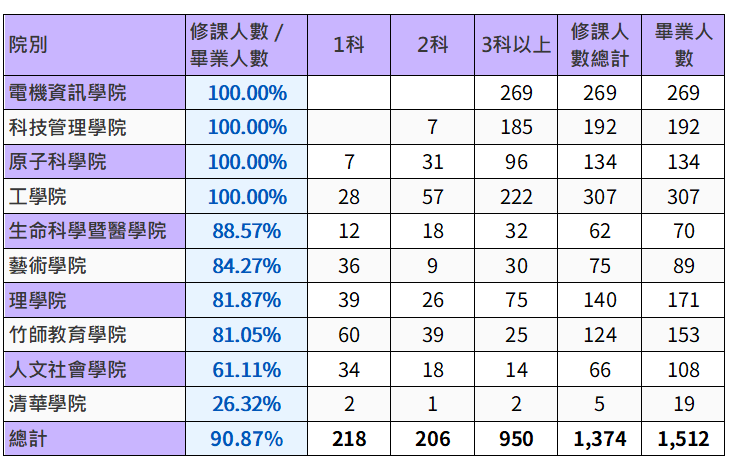 院別 修課人數 / 畢業人數 1科 2科 3科以上 修課人數總計 畢業人數
電機資訊學院 100.00% 269 269 269
科技管理學院 100.00% 7 185 192 192
原子科學院 100.00% 7 31 96 134 134
工學院 100.00% 28 57 222 307 307
生命科學暨醫學院 88.57% 12 18 32 62 70
藝術學院 84.27% 36 9 30 75 89
理學院 81.87% 39 26 75 140 171
竹師教育學院 81.05% 60 39 25 124 153
人文社會學院 61.11% 34 18 14 66 108
清華學院 26.32% 2 1 2 5 19
總計 90.87% 218 206 950 1,374 1,512